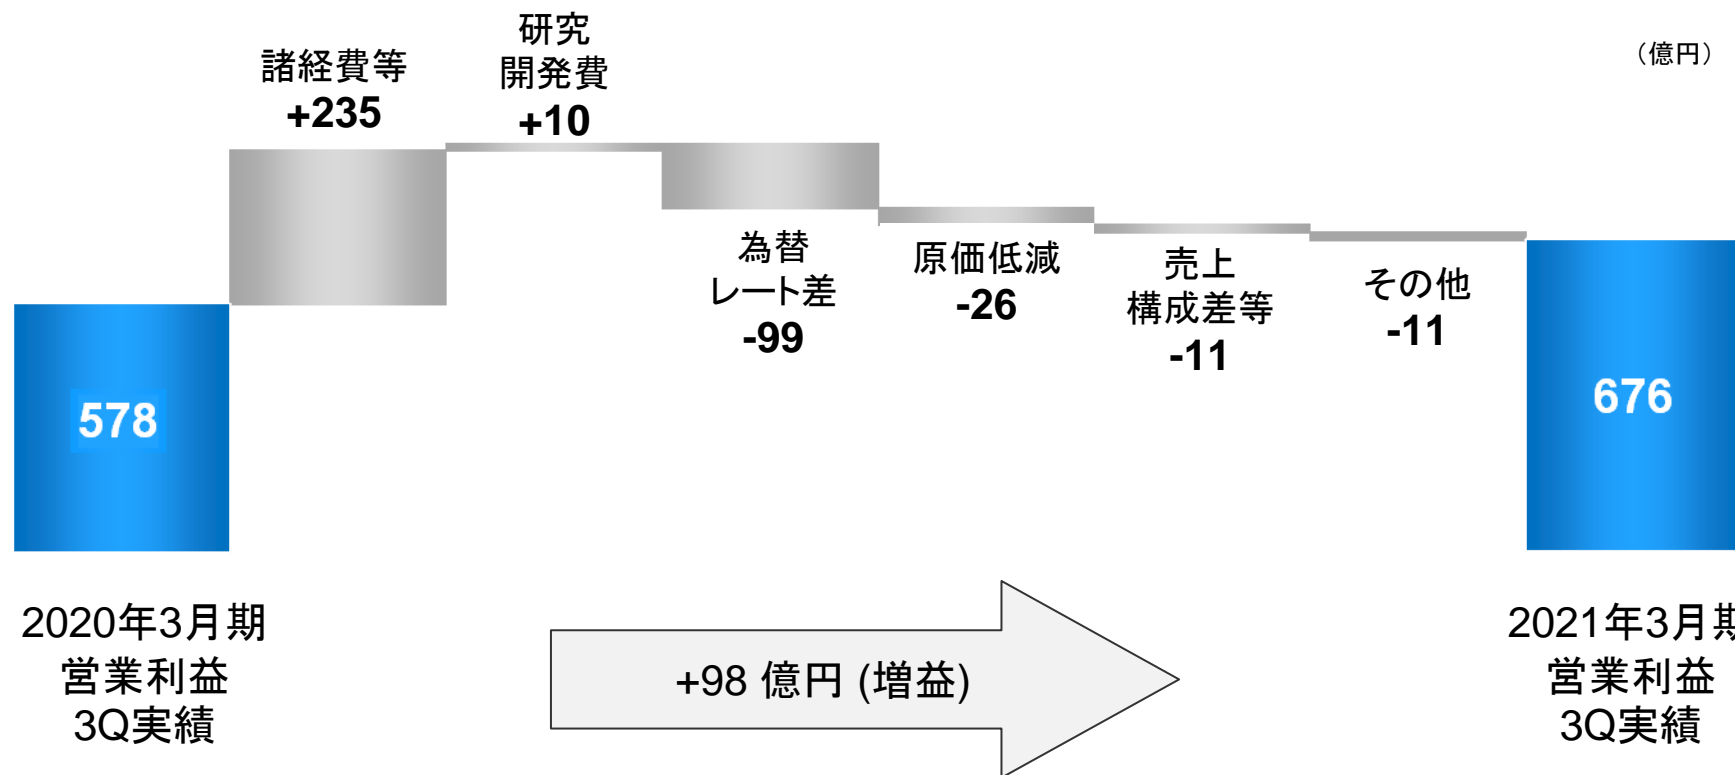 （億円）
諸経費等
+235
研究
開発費
+10
為替
レート差
-99
原価低減
-26
売上
構成差等
-11
その他
-11
578
676
2020年3月期
営業利益
3Q実績
+98 億円 (増益)
2021年3月期
営業利益
3Q実績